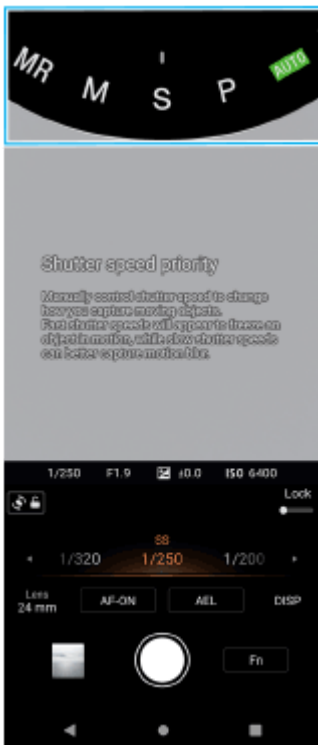 MR M S P AUTO
Shutter speed priority
Manually control shutter speed to change
how you capture moving objects.
Fast shutter speeds will appear to freeze an
object in motion, while slow shutter speeds
can better capture motion blur.
1/250 F1.9 ±0.0 ISO 6400
Lock
SS
1/320 1/250 1/200
Lens
24 mm AF-ON AEL DISP
Fn